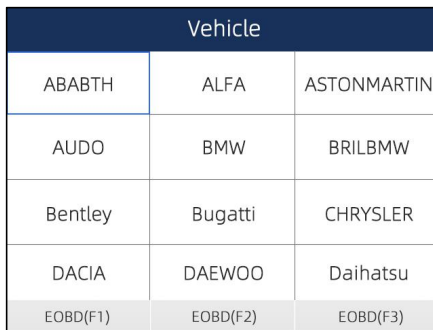 Vehicle
ABABTH ALFA ASTONMARTIN
AUDO BMW BRILBMW
Bentley Bugatti CHRYSLER
DACIA DAEWOO Daihatsu
EOBD(F1) EOBD(F2) EOBD(F3)